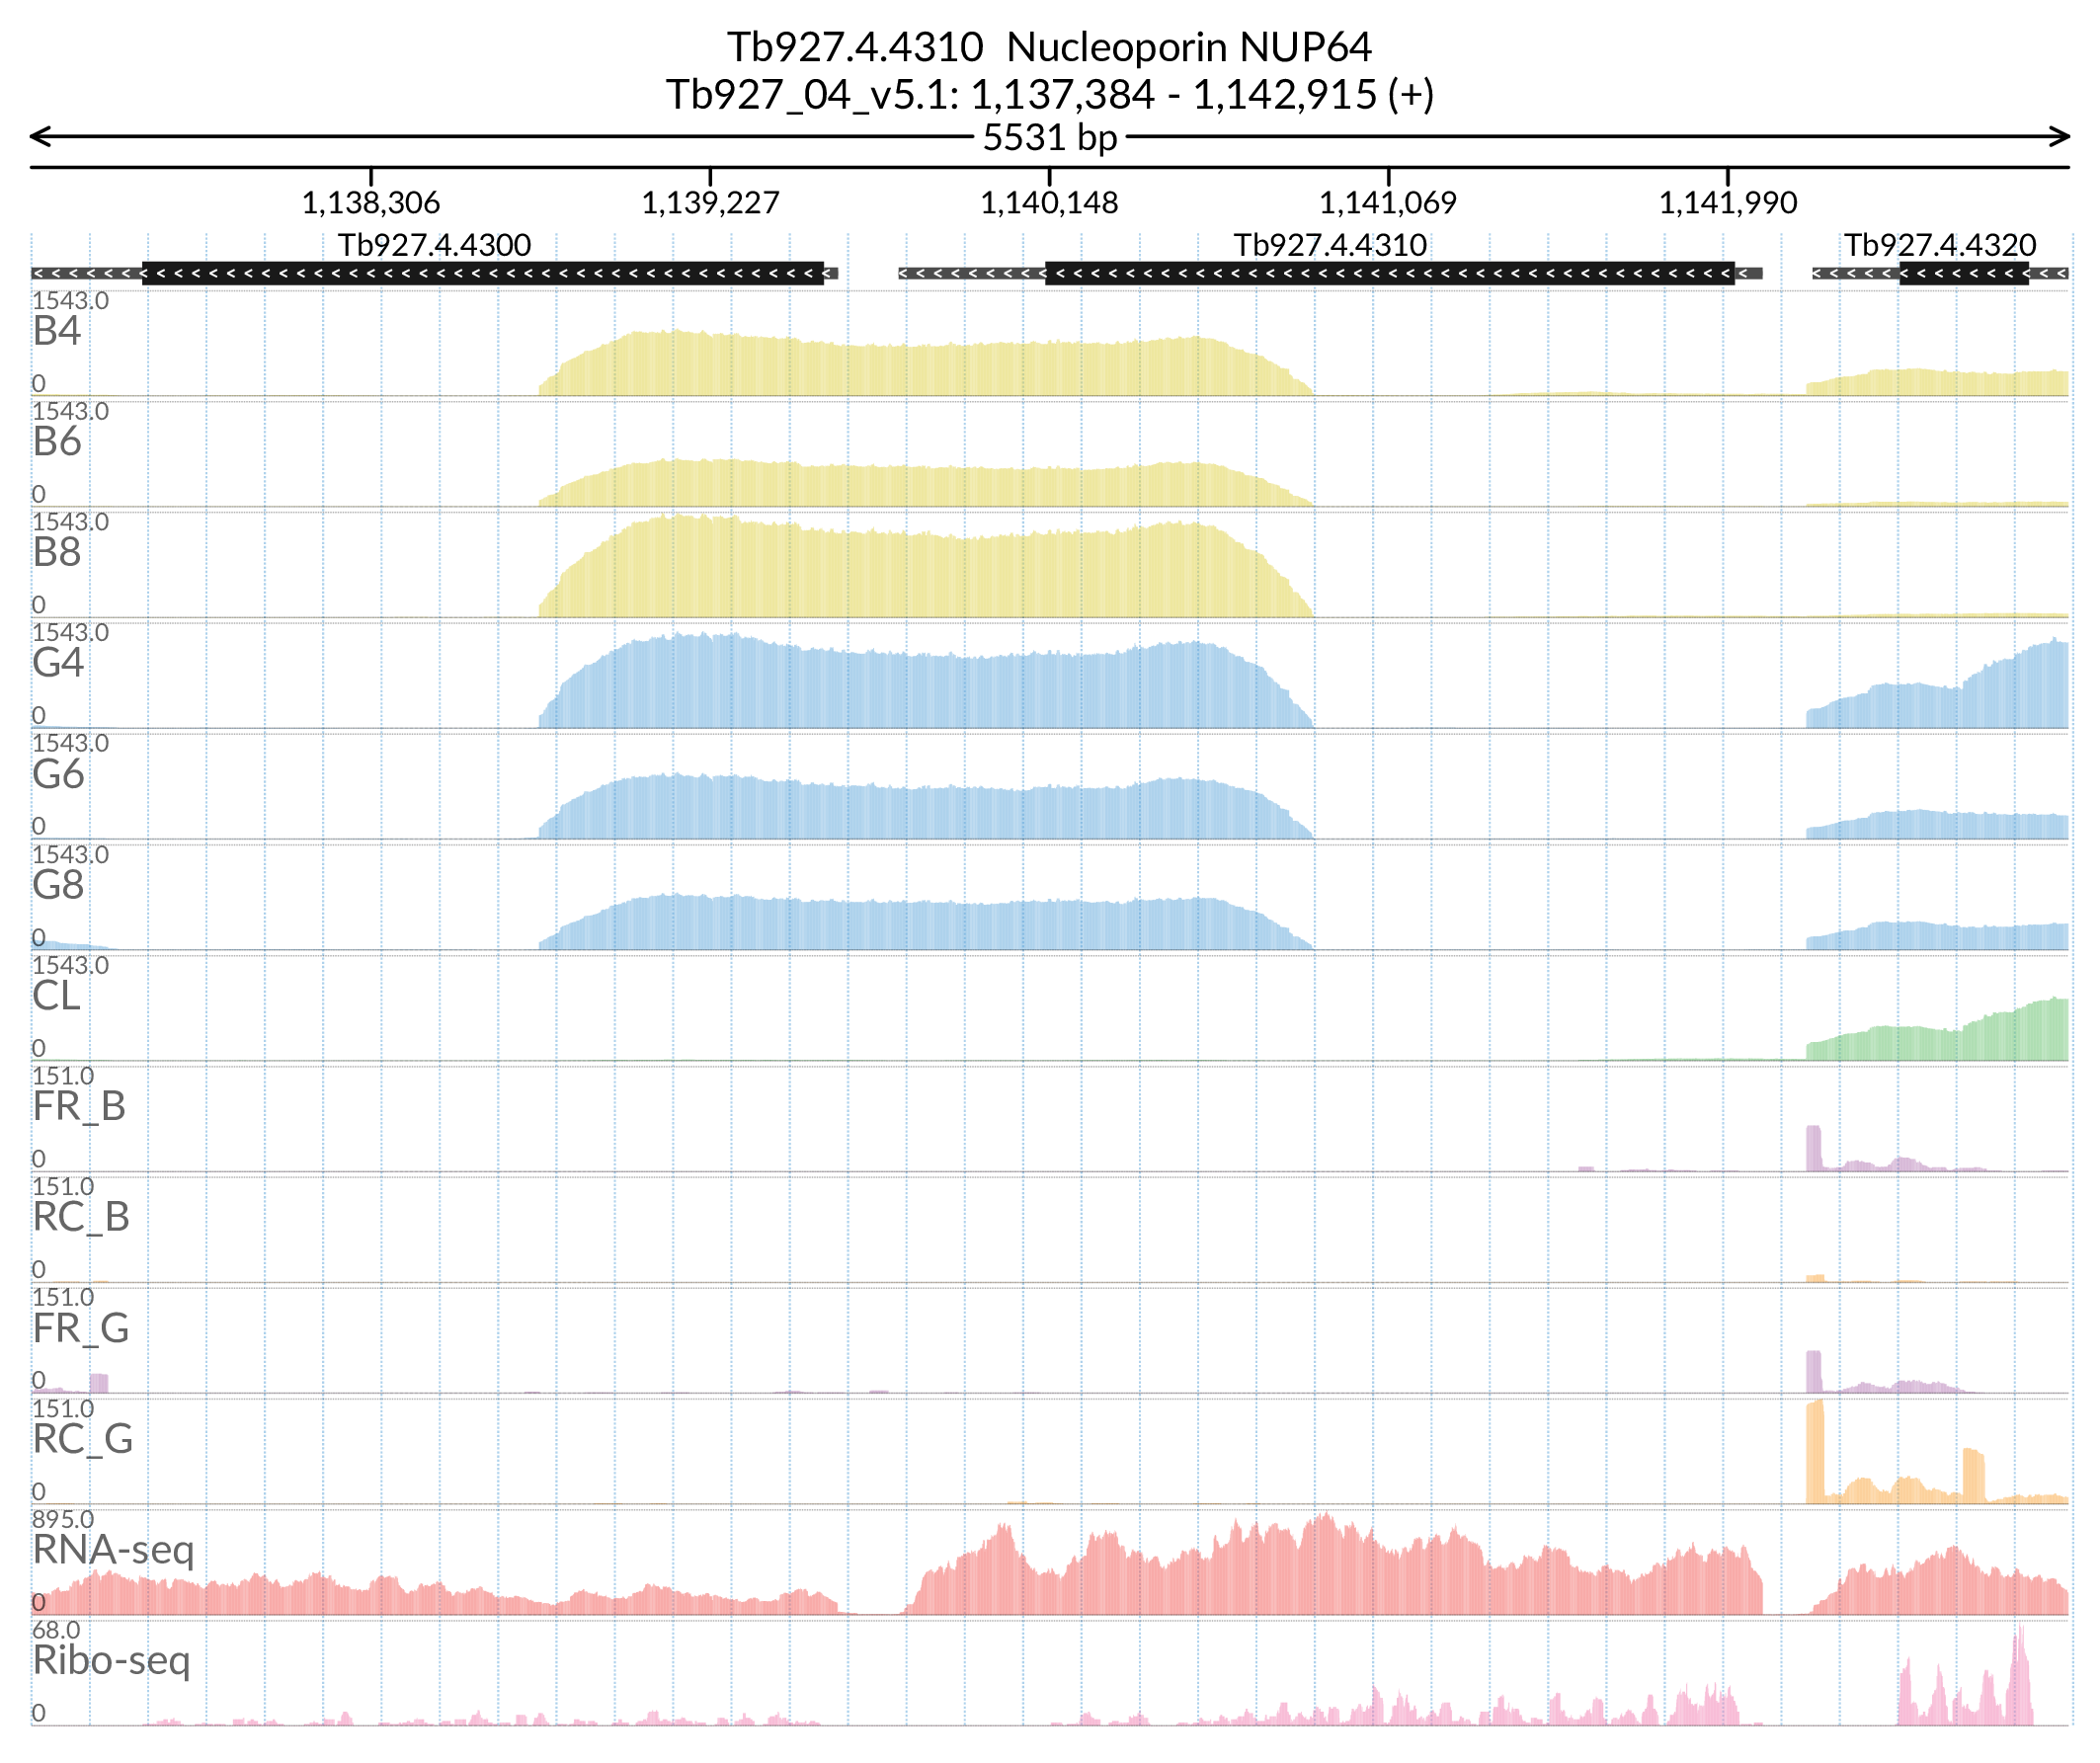 Tb927.4.4310 Nucleoporin NUP64
Tb927_04_v5.1: 1,137,384 - 1,142,915 (+)
5531 bp
1,138,306 1,139,227 1,140,148 1,141,069 1,141,990
Tb927.4.4300 Tb927.4.4310 Tb927.4.4320
1543.0
B4
0
1543.0
B6
0
1543.0
B8
0
1543.0
G4
0
1543.0
G6
0
1543.0
G8
0
1543.0
CL
0
151.0
FR_B
0
151.0
RC_B
0
151.0
FR_G
0
151.0
RC_G
0
895.0
RNA-seq
0
68.0
Ribo-seq
0